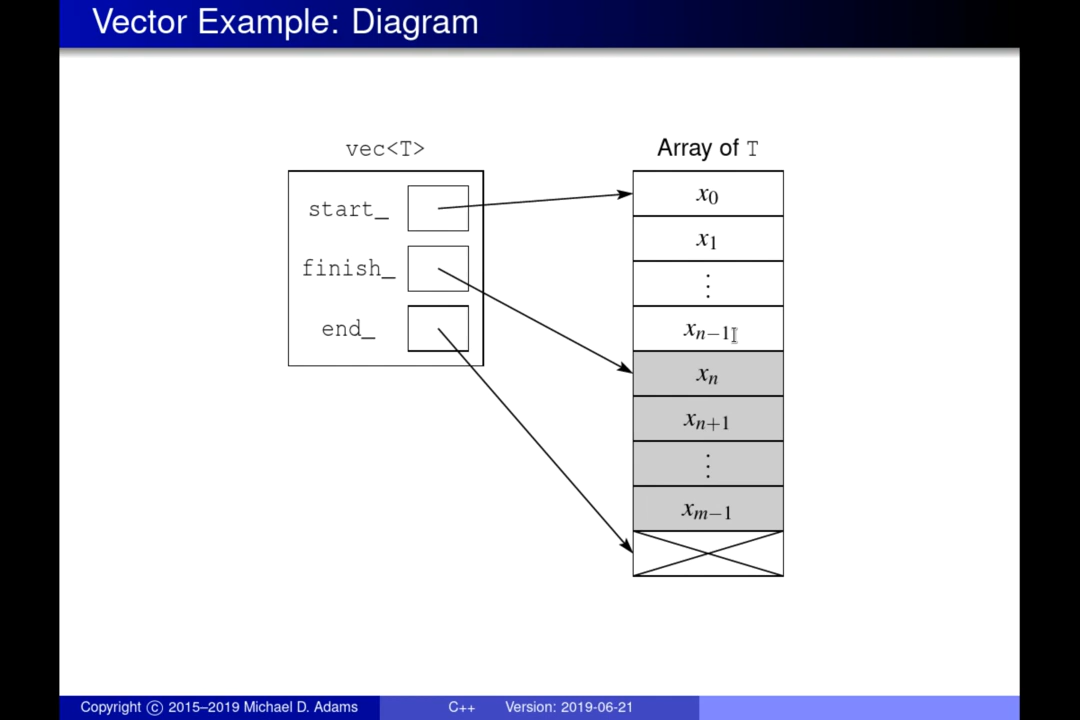 Vector Example: Diagram
vec<T>
Array of T
start_
finish_
end_
x0
x1
⋮
xn−1
xn
xn+1
⋮
xm−1
Copyright © 2015–2019 Michael D. Adams
C++
Version: 2019-06-21